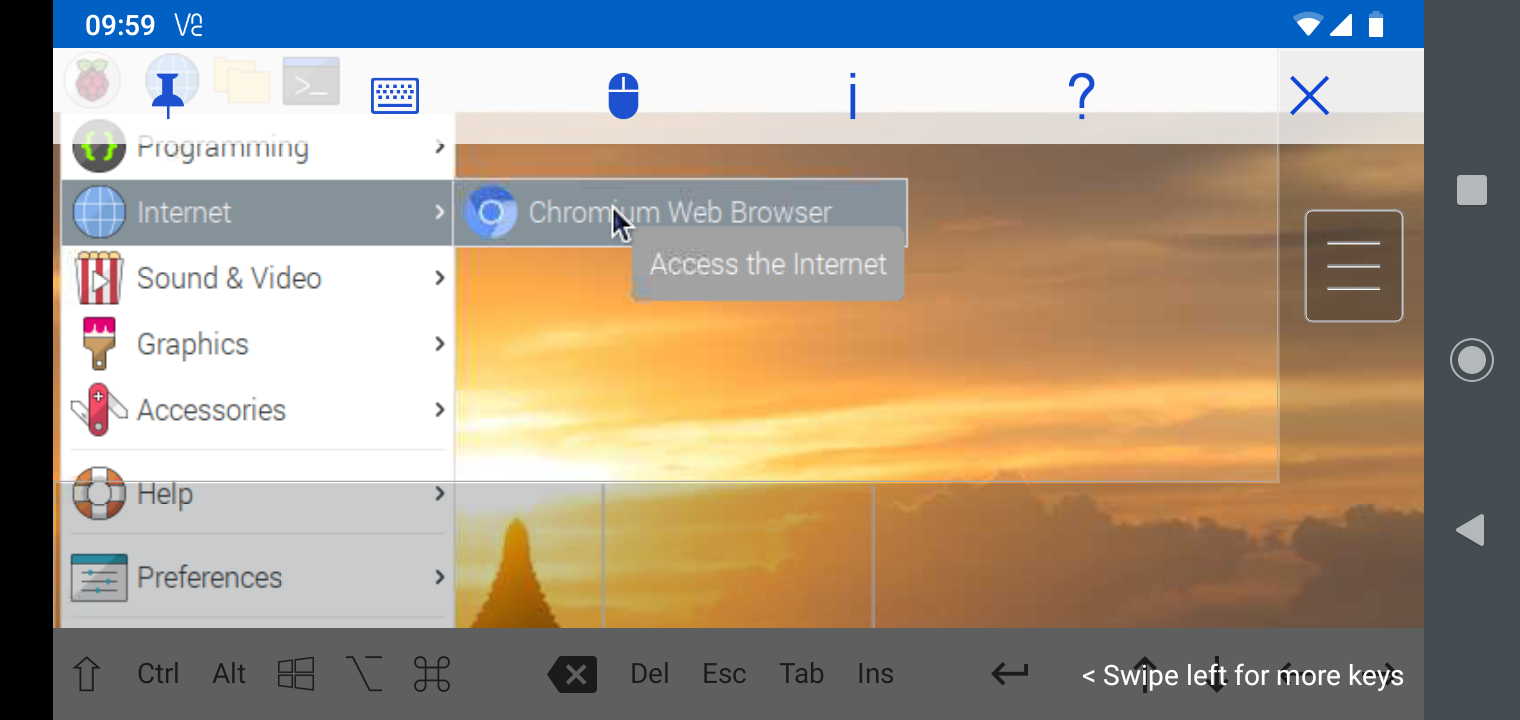 09:59 VC
>_
Programming
Internet
Chromium Web Browser
Access the Internet
Sound & Video
Graphics
Accessories
Help
Preferences
Ctrl Alt Del Esc Tab Ins
< Swipe left for more keys